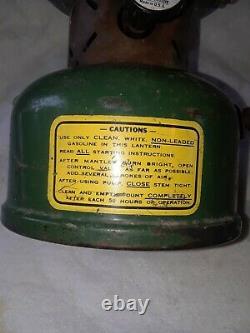 — CAUTIONS —
USE ONLY CLEAN, WHITE, NON-LEADED
GASOLINE IN THIS LANTERN
READ ALL STARTING INSTRUCTIONS.
AFTER MANTLES BURN BRIGHT, OPEN
CONTROL VALVE AS FAR AS POSSIBLE.
ADD SEVERAL STROKES OF AIR.
AFTER USING PUMP CLOSE STEM TIGHT.
CLEAN AND EMPTY FOUNT COMPLETELY
AFTER EACH 50 HOURS OF OPERATION.